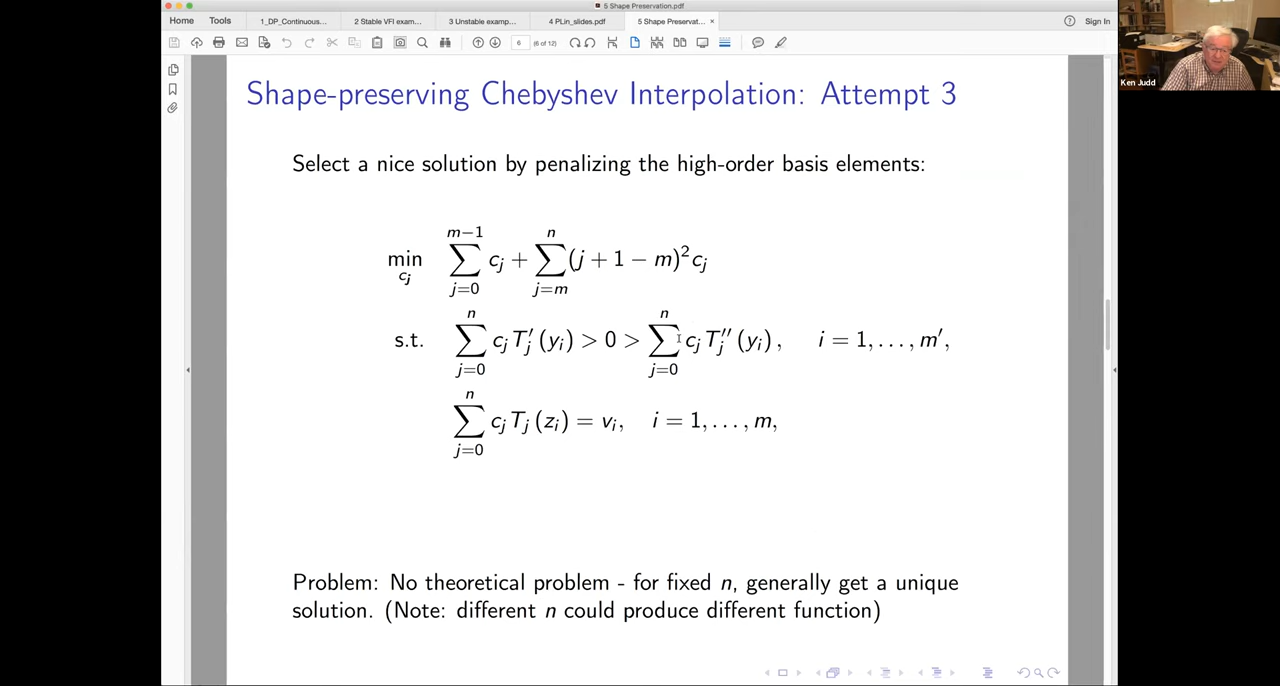 5 Shape Preservation.pdf
Home Tools 1_DP_Continuous... 2 Stable VFI exam... 3 Unstable examp... 4 PLin_slides.pdf 5 Shape Preservat... × Sign In
6 (6 of 12)
Ken Judd
Shape-preserving Chebyshev Interpolation: Attempt 3
Select a nice solution by penalizing the high-order basis elements:
min_{c_j} ∑_{j=0}^{m−1} c_j + ∑_{j=m}^{n} (j + 1 − m)² c_j
s.t. ∑_{j=0}^{n} c_j T′_j (y_i) > 0 > ∑_{j=0}^{n} c_j T″_j (y_i) , i = 1, . . . , m′,
∑_{j=0}^{n} c_j T_j (z_i) = v_i, i = 1, . . . , m,
Problem: No theoretical problem - for fixed n, generally get a unique
solution. (Note: different n could produce different function)